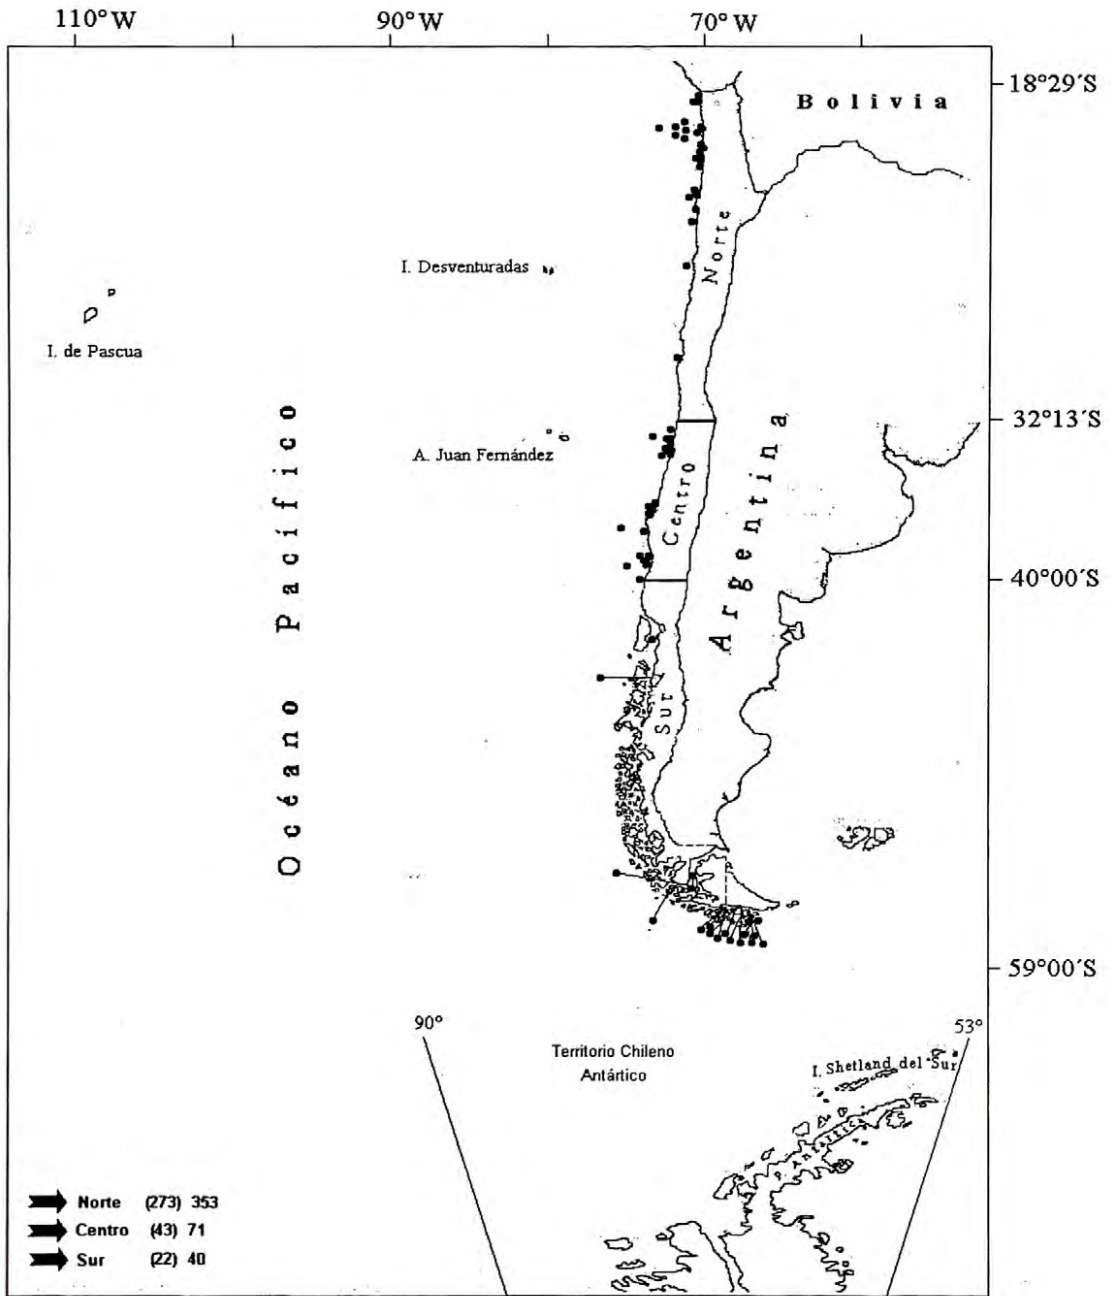 110°W 90°W 70°W
18°29´S
Bolivia
Norte
I. Desventuradas
I. de Pascua
32°13´S
A. Juan Fernández
Centro
Argentina
Océano Pacífico
40°00´S
Sur
59°00´S
90° 53°
Territorio Chileno
Antártico
I. Shetland del Sur
P. Antártica
Norte (273) 353
Centro (43) 71
Sur (22) 40